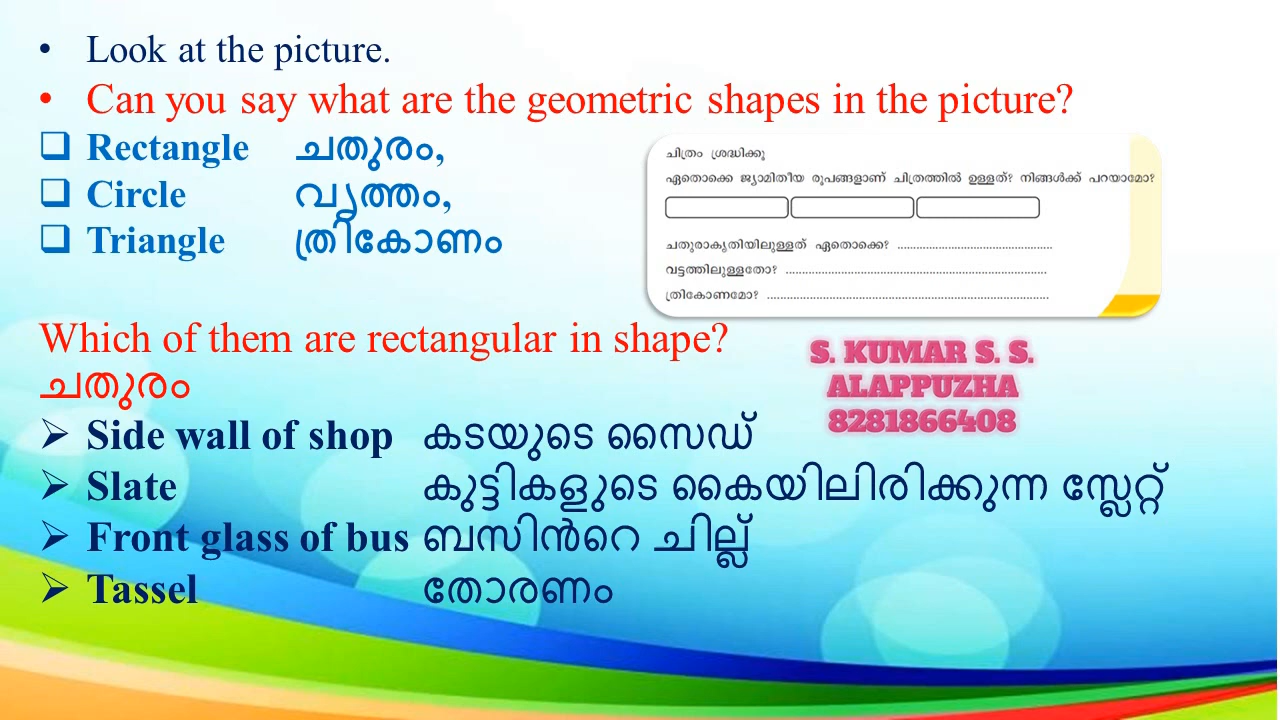 • Look at the picture.
• Can you say what are the geometric shapes in the picture?
❑ Rectangle ചതുരം,
❑ Circle വൃത്തം,
❑ Triangle ത്രികോണം
ചിത്രം ശ്രദ്ധിക്കൂ
ഏതൊക്കെ ജ്യാമിതീയ രൂപങ്ങളാണ് ചിത്രത്തിൽ ഉള്ളത്? നിങ്ങൾക്ക് പറയാമോ?
ചതുരാകൃതിയിലുള്ളത് ഏതൊക്കെ? ................................................
വട്ടത്തിലുള്ളതോ? ................................................................
ത്രികോണമോ? ......................................................................
Which of them are rectangular in shape?
ചതുരം
S. KUMAR S. S.
ALAPPUZHA
8281866408
➢ Side wall of shop കടയുടെ സൈഡ്
➢ Slate കുട്ടികളുടെ കൈയിലിരിക്കുന്ന സ്ലേറ്റ്
➢ Front glass of bus ബസിൻറെ ചില്ല്
➢ Tassel തോരണം